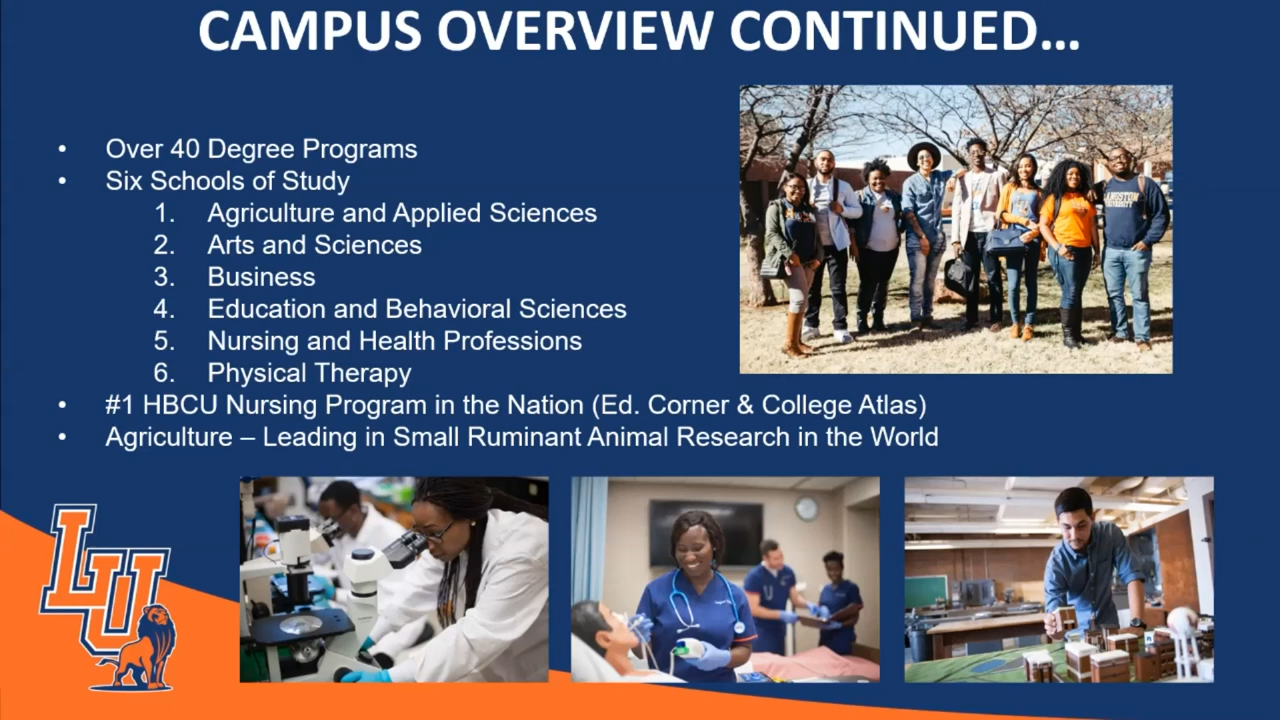 CAMPUS OVERVIEW CONTINUED...
• Over 40 Degree Programs
• Six Schools of Study
1. Agriculture and Applied Sciences
2. Arts and Sciences
3. Business
4. Education and Behavioral Sciences
5. Nursing and Health Professions
6. Physical Therapy
• #1 HBCU Nursing Program in the Nation (Ed. Corner & College Atlas)
• Agriculture – Leading in Small Ruminant Animal Research in the World
LANGSTON
UNIVERSITY
LU